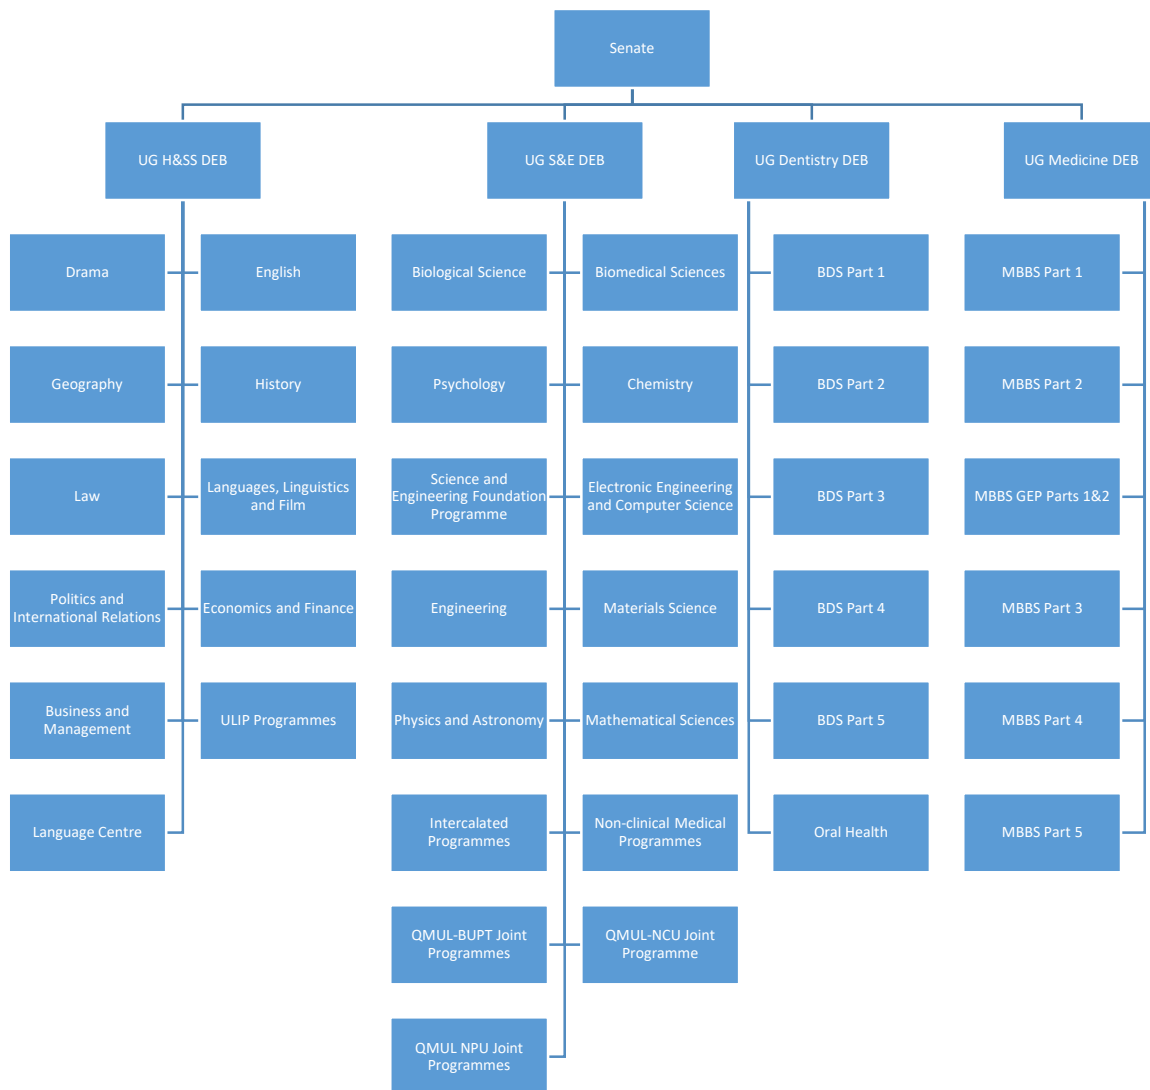 Senate
UG H&SS DEB
UG S&E DEB
UG Dentistry DEB
UG Medicine DEB
Drama
English
Biological Science
Biomedical Sciences
BDS Part 1
MBBS Part 1
Geography
History
Psychology
Chemistry
BDS Part 2
MBBS Part 2
Law
Languages, Linguistics
and Film
Science and
Engineering Foundation
Programme
Electronic Engineering
and Computer Science
BDS Part 3
MBBS GEP Parts 1&2
Politics and
International Relations
Economics and Finance
Engineering
Materials Science
BDS Part 4
MBBS Part 3
Business and
Management
ULIP Programmes
Physics and Astronomy
Mathematical Sciences
BDS Part 5
MBBS Part 4
Language Centre
Intercalated
Programmes
Non-clinical Medical
Programmes
Oral Health
MBBS Part 5
QMUL-BUPT Joint
Programmes
QMUL-NCU Joint
Programme
QMUL NPU Joint
Programmes